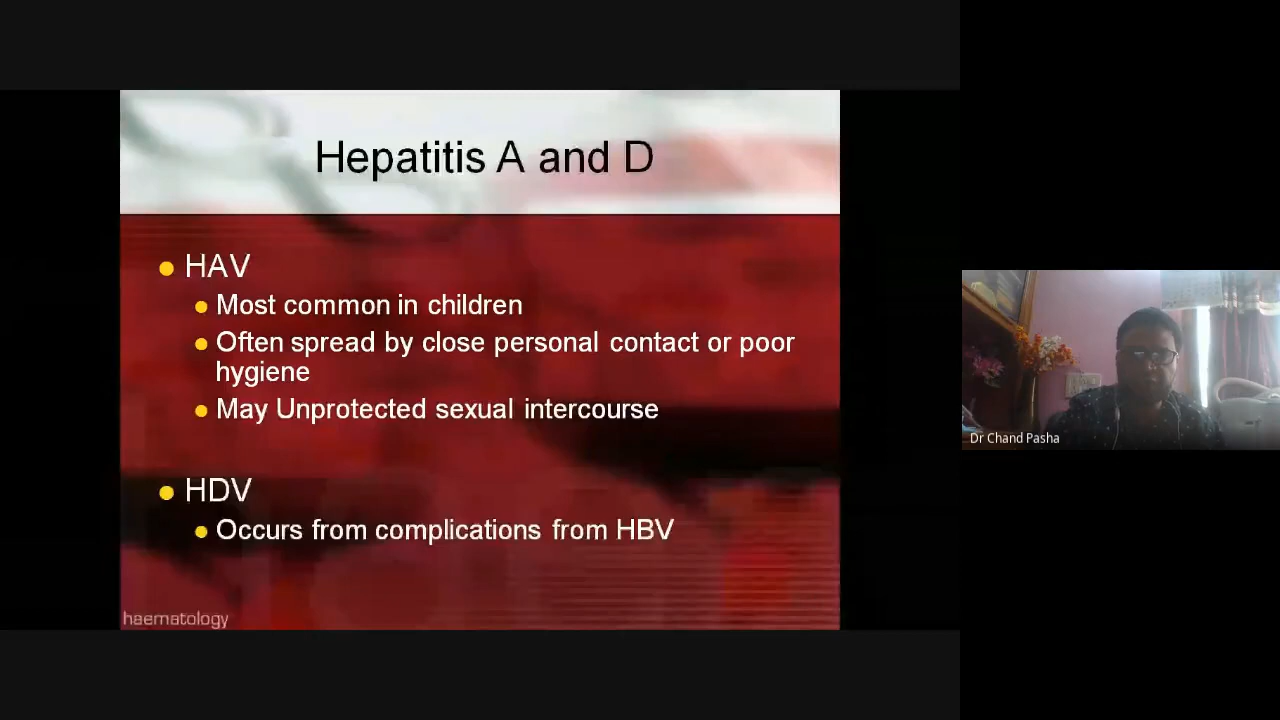 Hepatitis A and D
HAV
Most common in children
Often spread by close personal contact or poor
hygiene
May Unprotected sexual intercourse
HDV
Occurs from complications from HBV
haematology
Dr Chand Pasha